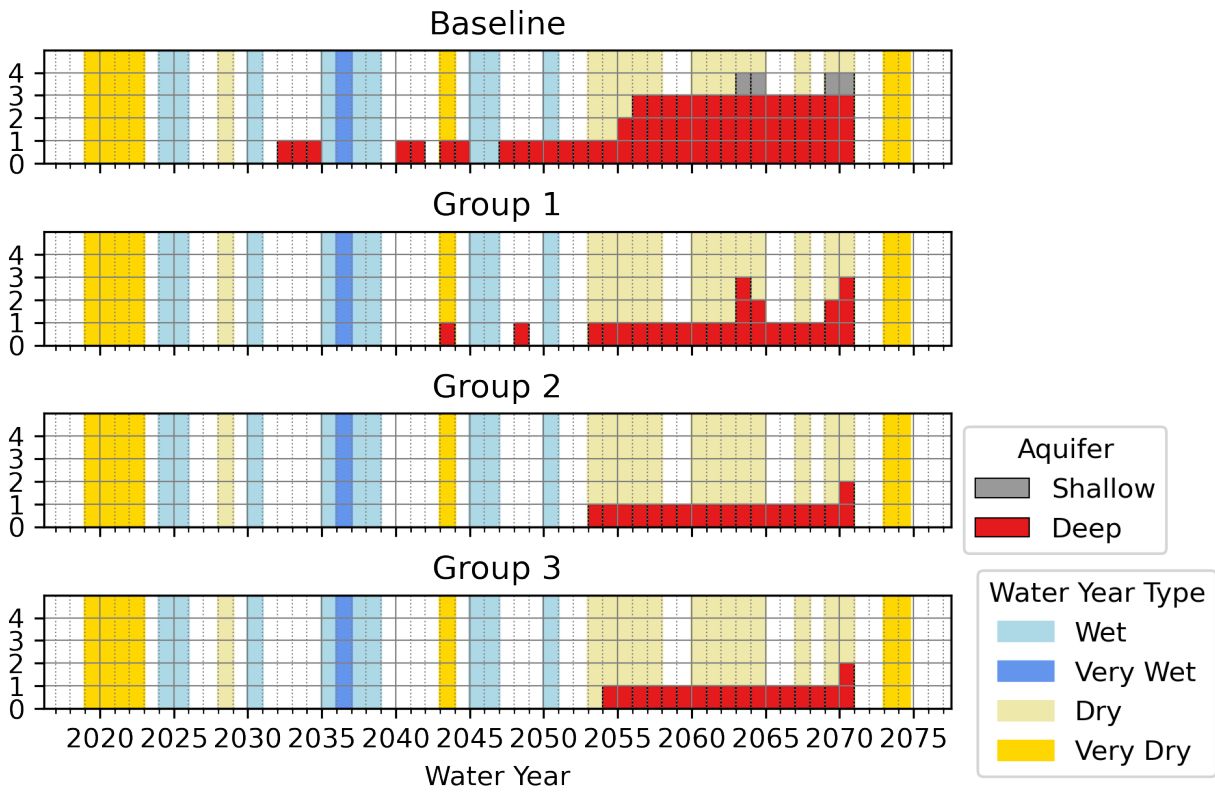 Baseline
4
3
2
1
0
Group 1
4
3
2
1
0
Group 2
4
3
2
1
0
Aquifer
Shallow
Deep
Group 3
4
3
2
1
0
2020 2025 2030 2035 2040 2045 2050 2055 2060 2065 2070 2075
Water Year
Water Year Type
Wet
Very Wet
Dry
Very Dry